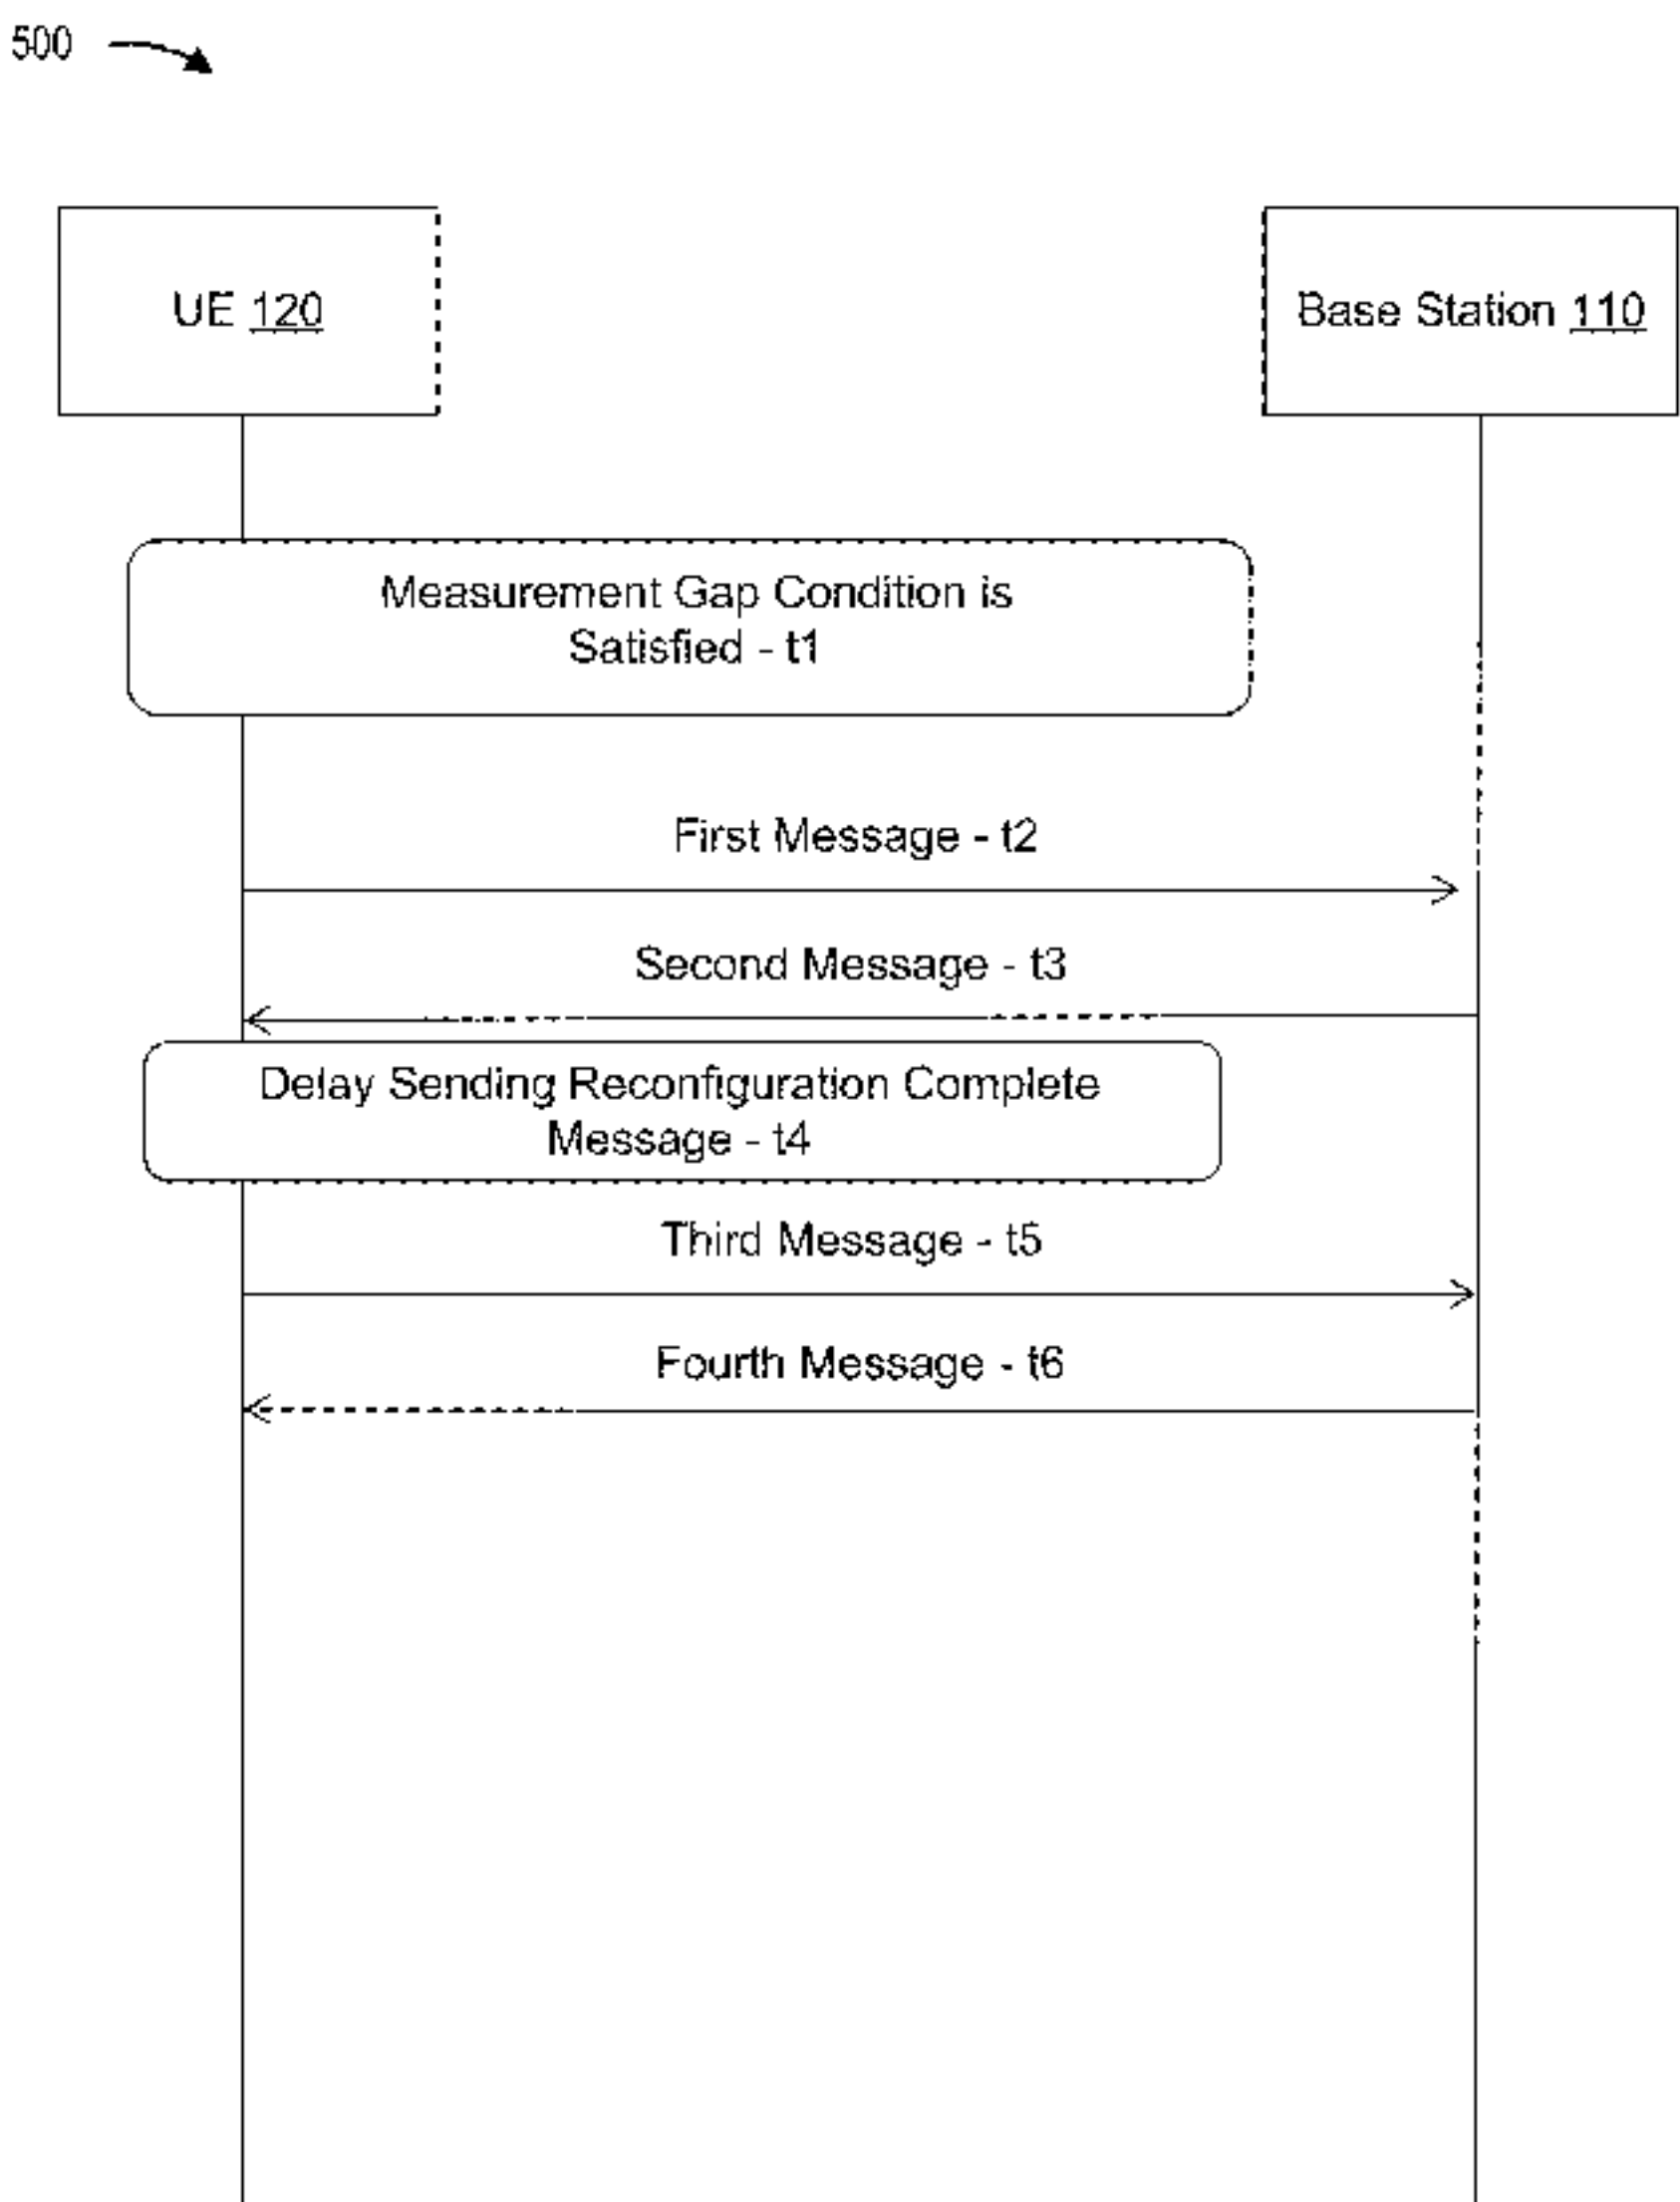 500
UE 120
Base Station 110
Measurement Gap Condition is
Satisfied - t1
First Message - t2
Second Message - t3
Delay Sending Reconfiguration Complete
Message - t4
Third Message - t5
Fourth Message - t6